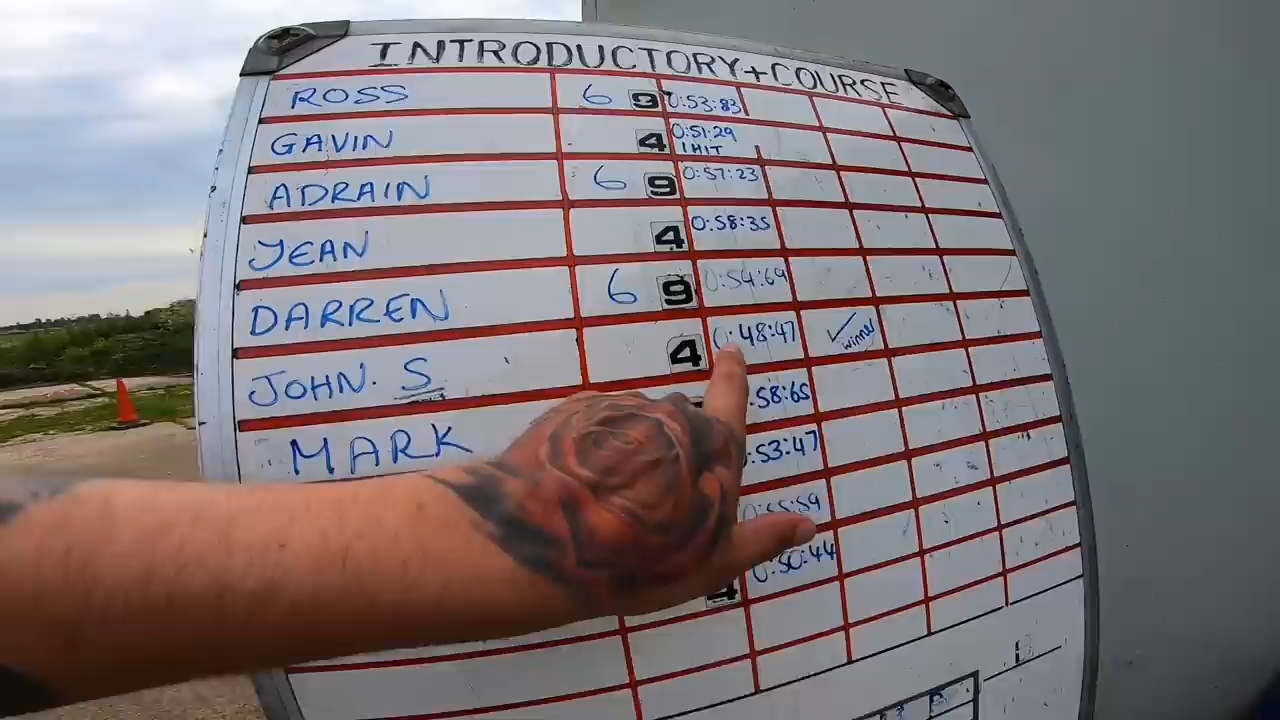 INTRODUCTORY + COURSE
ROSS 6 9 0:53:83
GAVIN 4 0:51:29
1 HIT
ADRAIN 6 9 0:57:23
JEAN 4 0:58:35
DARREN 6 9 0:54:69
JOHN. S 4 0:48:47 ✓ winner
MARK :58:65
:53:47
0:55:59
4 0:50:44